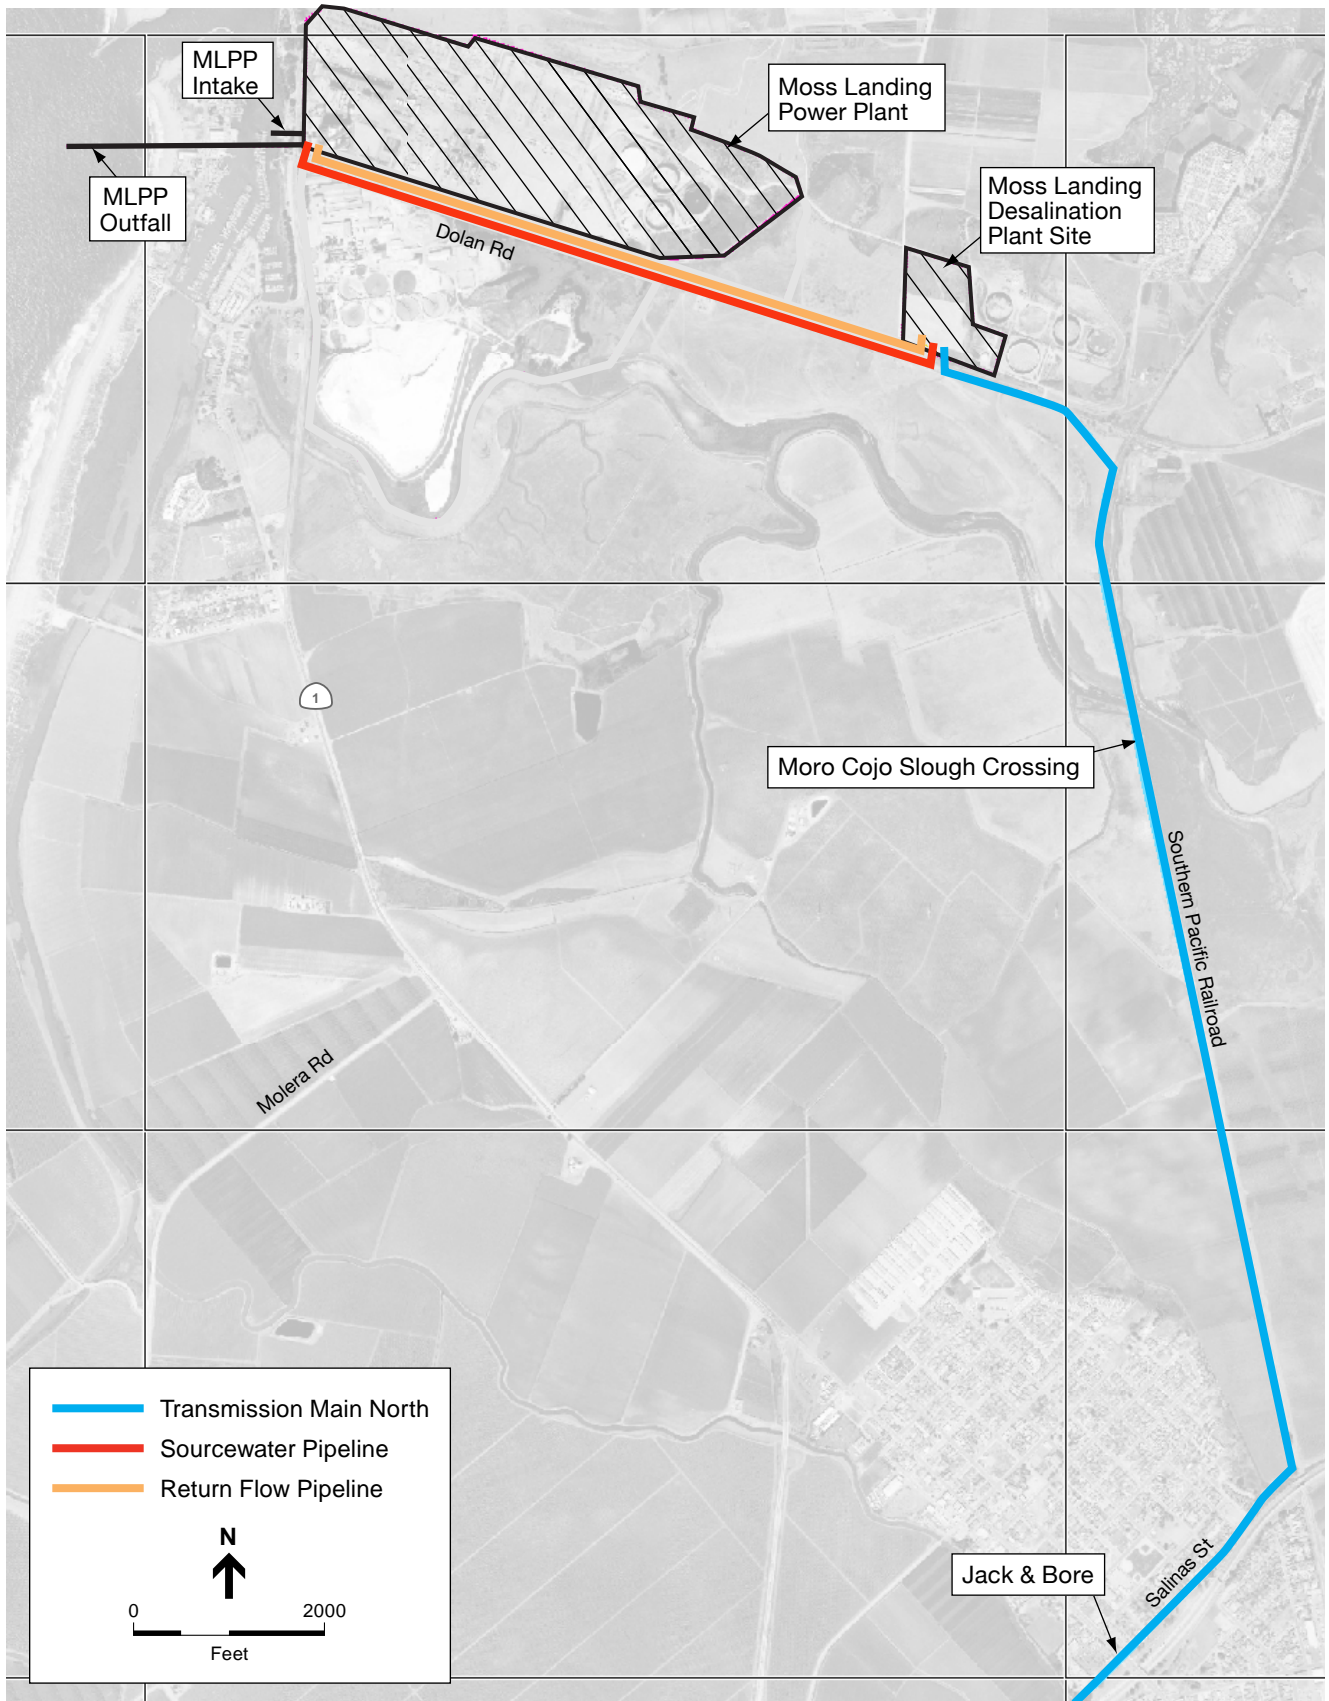 MLPP
Intake
Moss Landing
Power Plant
MLPP
Outfall
Moss Landing
Desalination
Plant Site
Dolan Rd
1
Moro Cojo Slough Crossing
Southern Pacific Railroad
Molera Rd
Transmission Main North
Sourcewater Pipeline
Return Flow Pipeline
N
0 2000
Feet
Jack & Bore
Salinas St